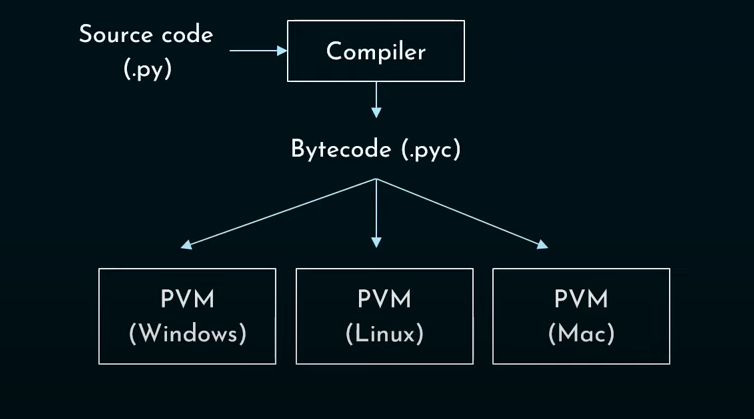 Source code
(.py)
Compiler
Bytecode (.pyc)
PVM
(Windows)
PVM
(Linux)
PVM
(Mac)